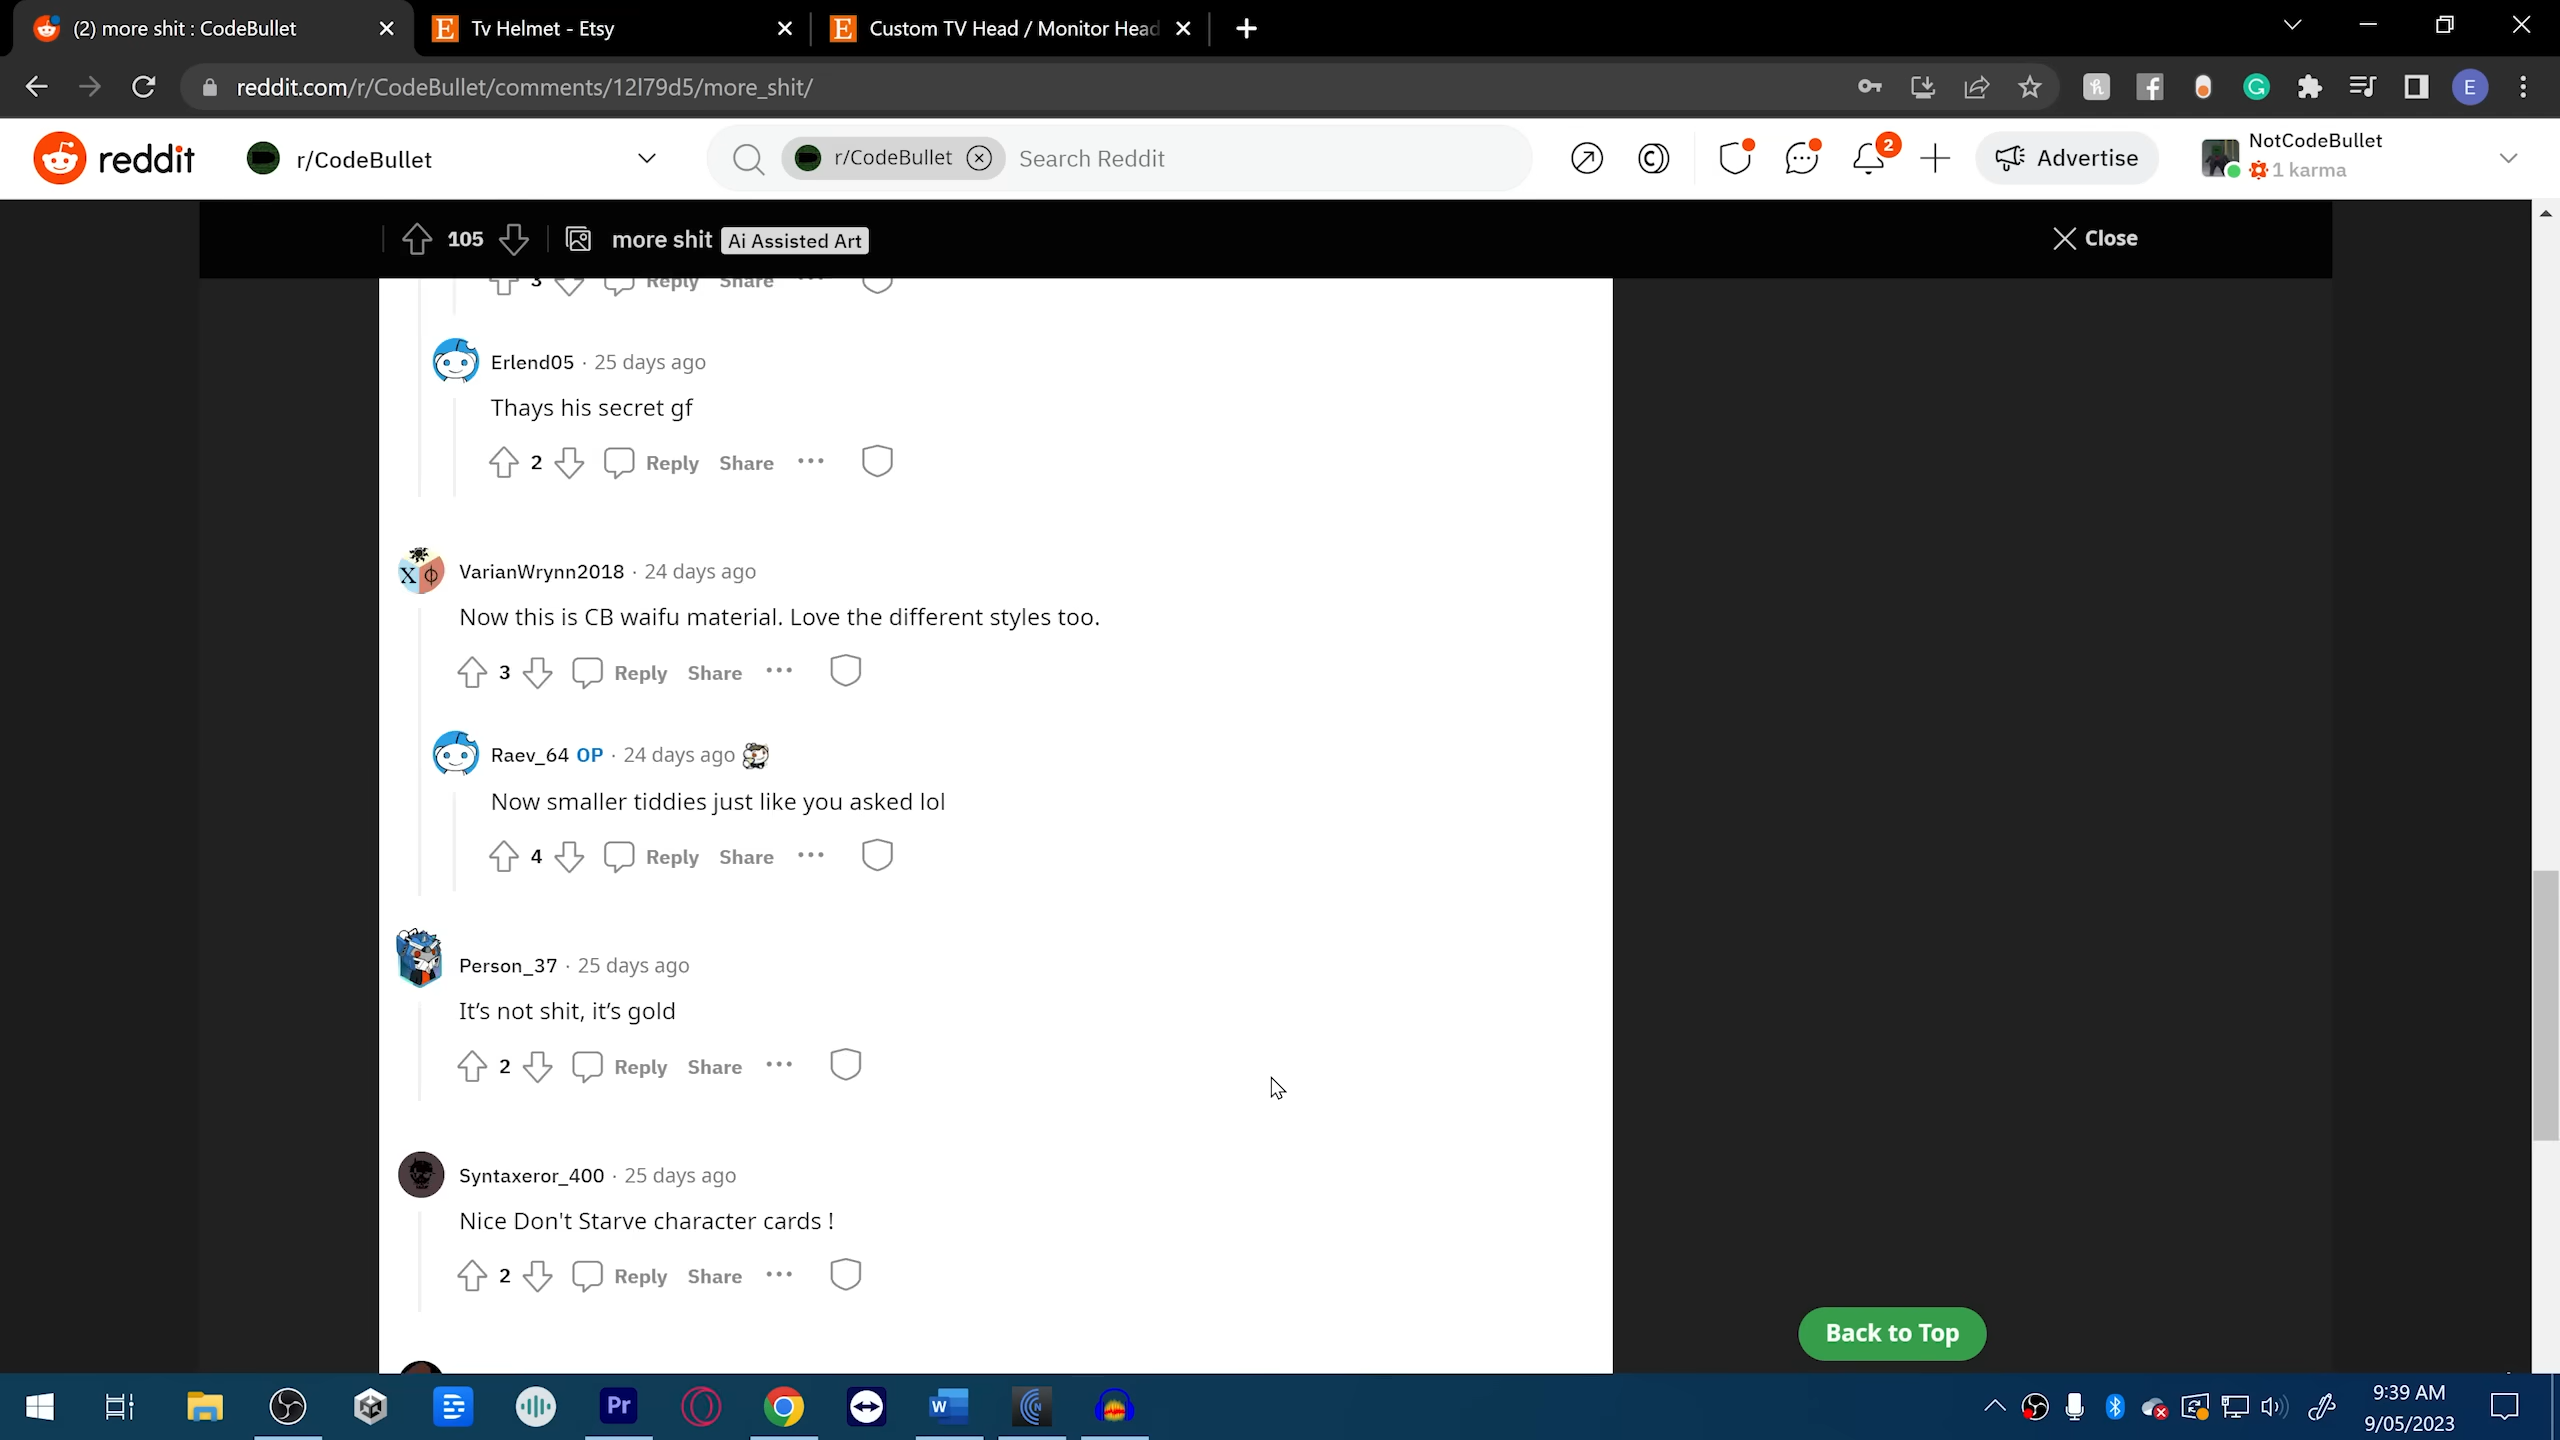 (2) more shit : CodeBullet
Tv Helmet - Etsy
Custom TV Head / Monitor Head
reddit.com/r/CodeBullet/comments/12l79d5/more_shit/
E
reddit
r/CodeBullet
r/CodeBullet
Search Reddit
2
Advertise
NotCodeBullet
1 karma
105
more shit
Ai Assisted Art
Close
3 Reply Share
Erlend05 · 25 days ago
Thays his secret gf
2 Reply Share
VarianWrynn2018 · 24 days ago
Now this is CB waifu material. Love the different styles too.
3 Reply Share
Raev_64 OP · 24 days ago
Now smaller tiddies just like you asked lol
4 Reply Share
Person_37 · 25 days ago
It’s not shit, it’s gold
2 Reply Share
Syntaxeror_400 · 25 days ago
Nice Don't Starve character cards !
2 Reply Share
Back to Top
Pr
W
N
9:39 AM
9/05/2023